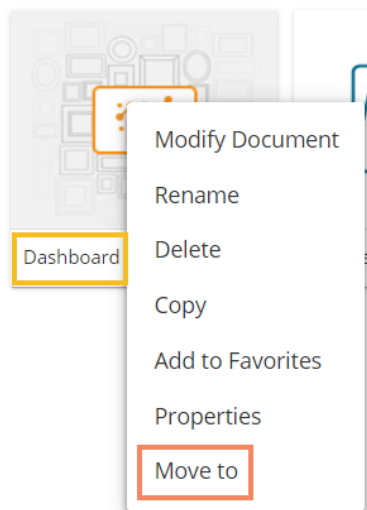 Modify Document
Rename
Dashboard
Delete
Copy
Add to Favorites
Properties
Move to